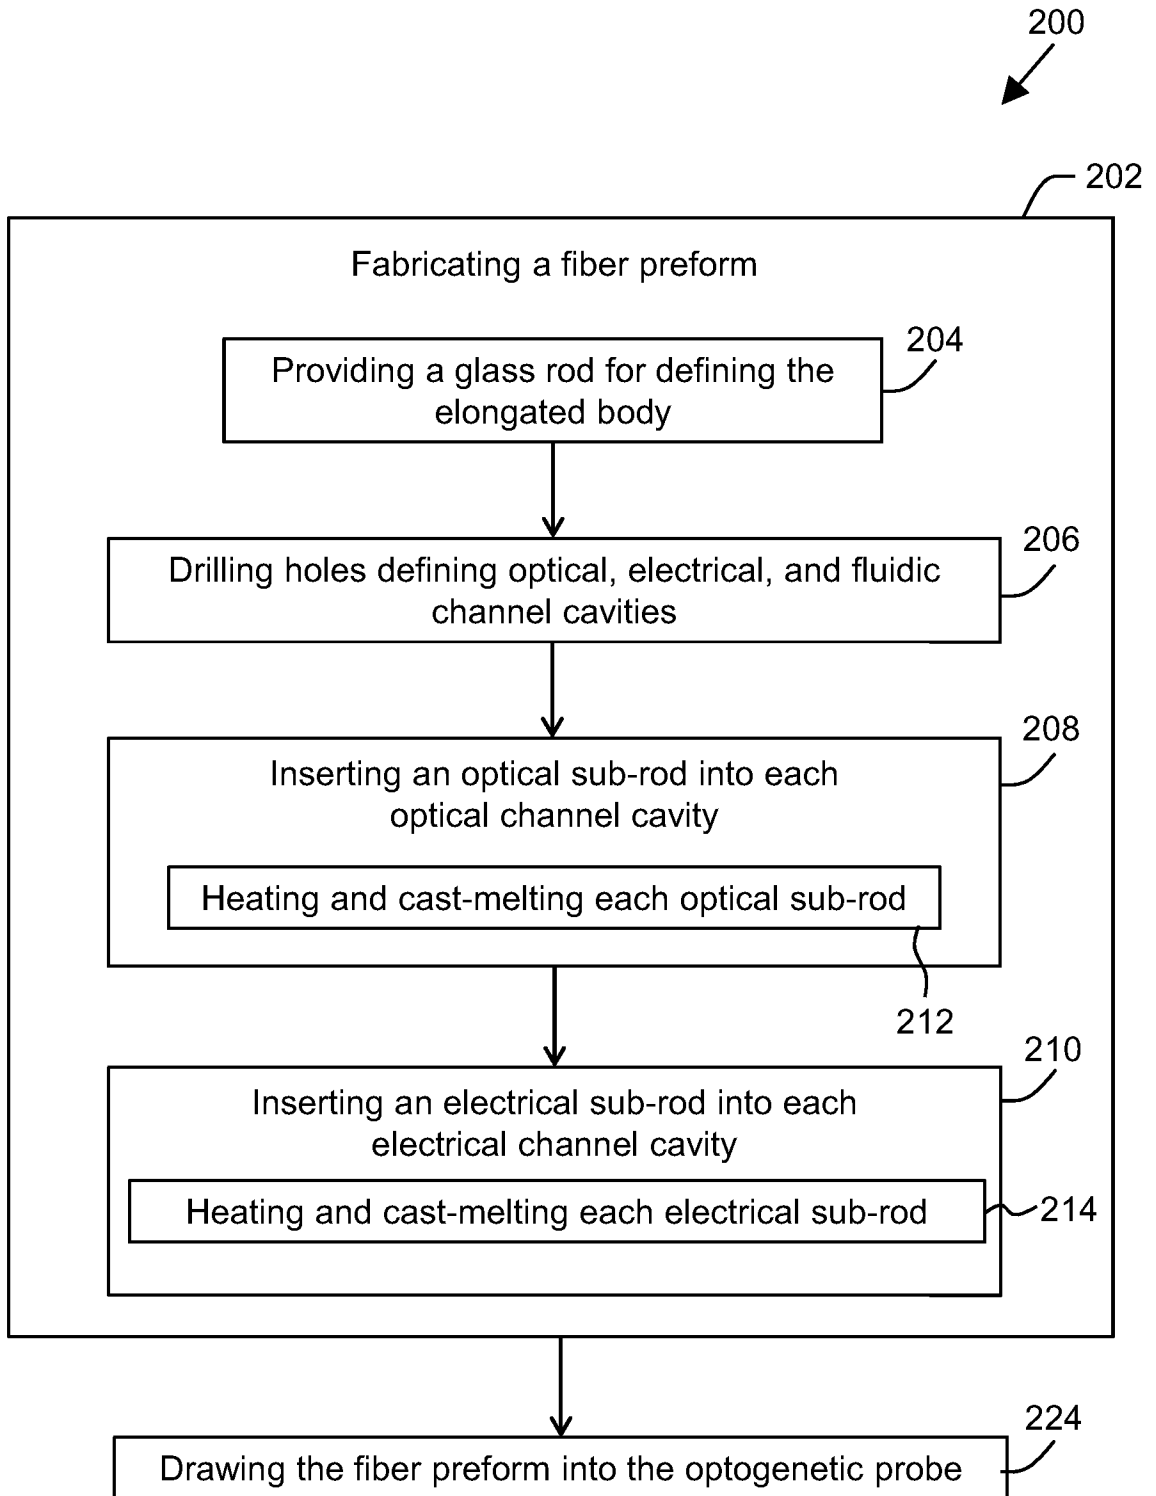 200
202
Fabricating a fiber preform
204
Providing a glass rod for defining the
elongated body
206
Drilling holes defining optical, electrical, and fluidic
channel cavities
208
Inserting an optical sub-rod into each
optical channel cavity
Heating and cast-melting each optical sub-rod
212
210
Inserting an electrical sub-rod into each
electrical channel cavity
Heating and cast-melting each electrical sub-rod
214
224
Drawing the fiber preform into the optogenetic probe